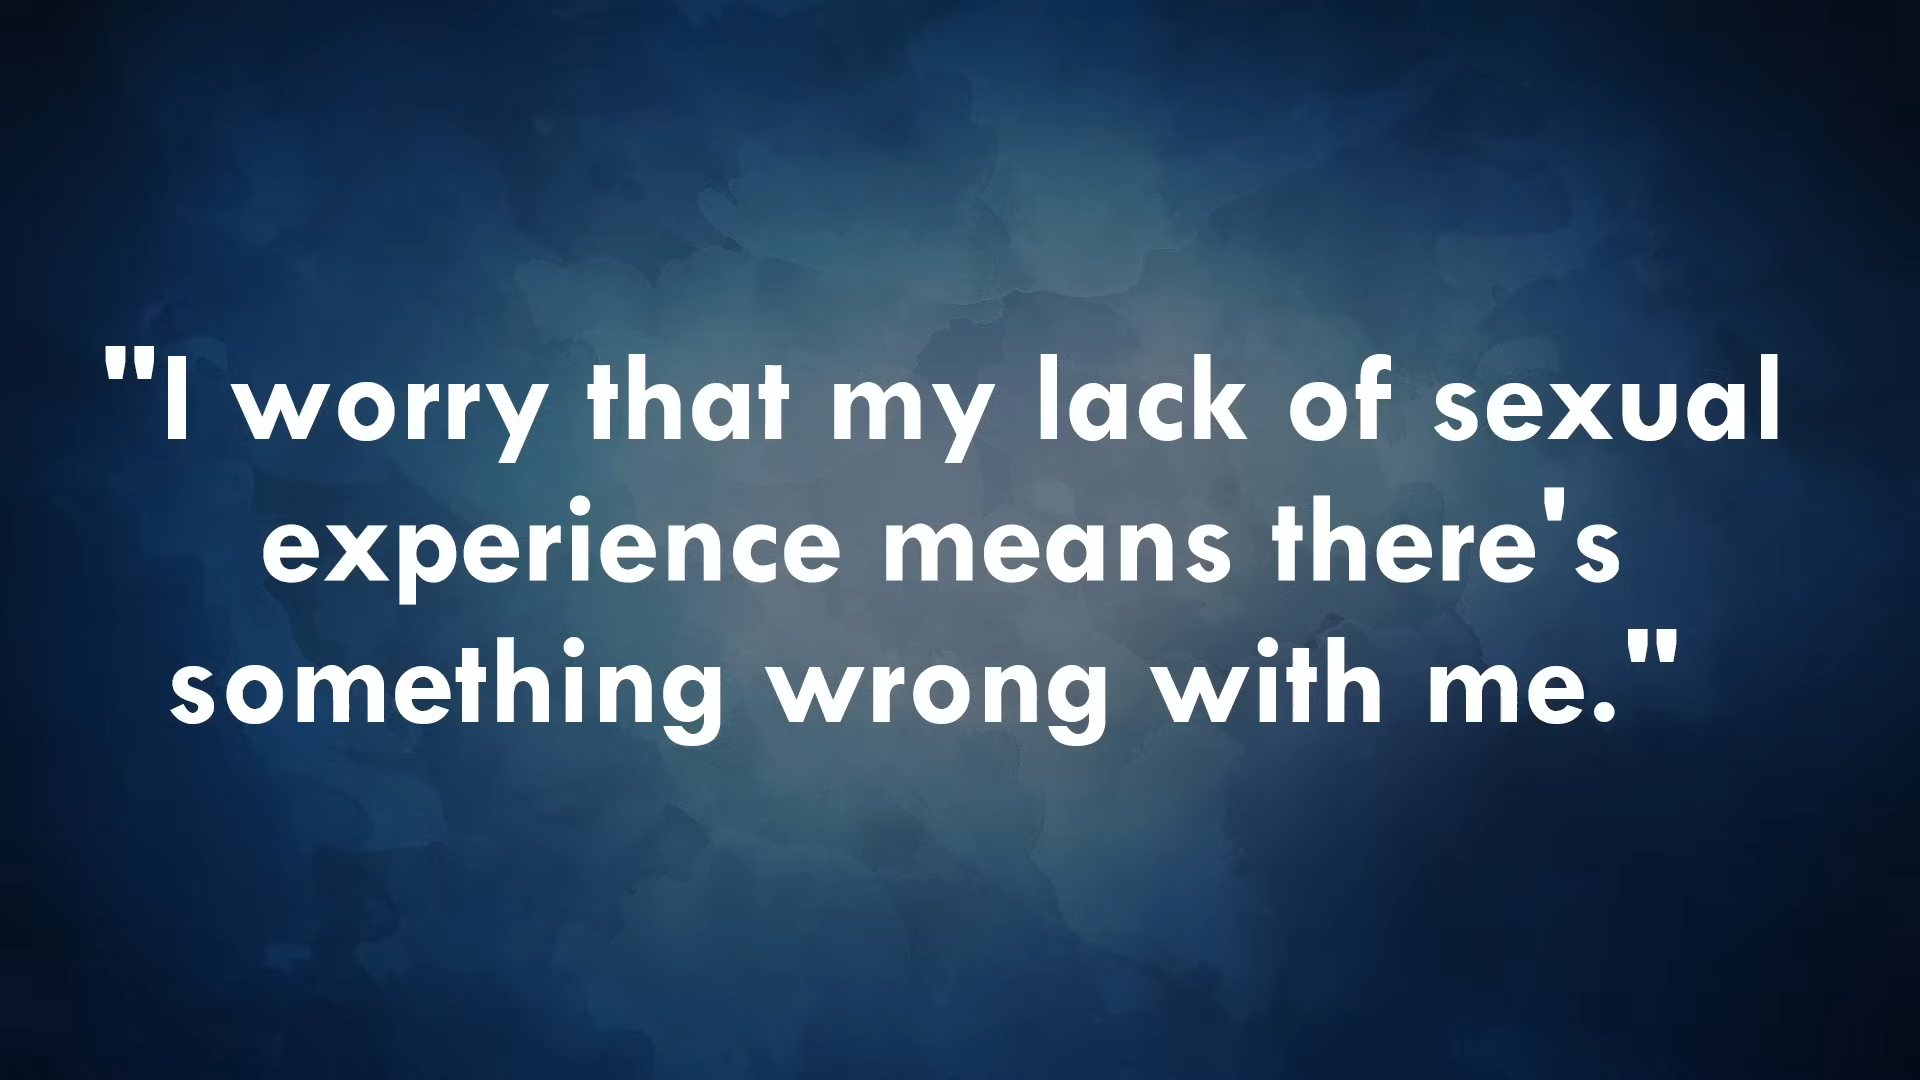 "I worry that my lack of sexual
experience means there's
something wrong with me."